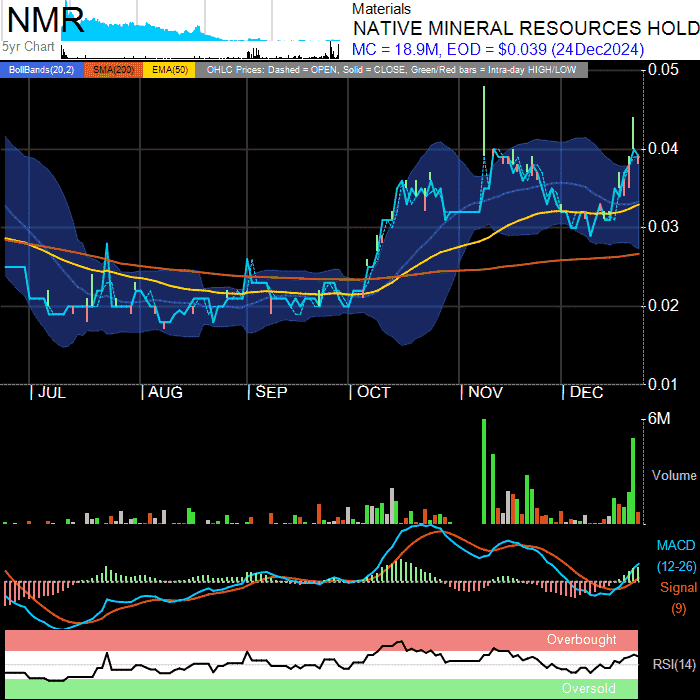 NMR
Materials
NATIVE MINERAL RESOURCES HOLD
5yr Chart
MC = 18.9M, EOD = $0.039 (24Dec2024)
BollBands(20,2) SMA(200) EMA(50) OHLC Prices: Dashed = OPEN, Solid = CLOSE, Green/Red bars = Intra-day HIGH/LOW
0.05
0.04
0.03
0.02
0.01
JUL AUG SEP OCT NOV DEC
6M
Volume
MACD
(12-26)
Signal
(9)
Overbought
RSI(14)
Oversold